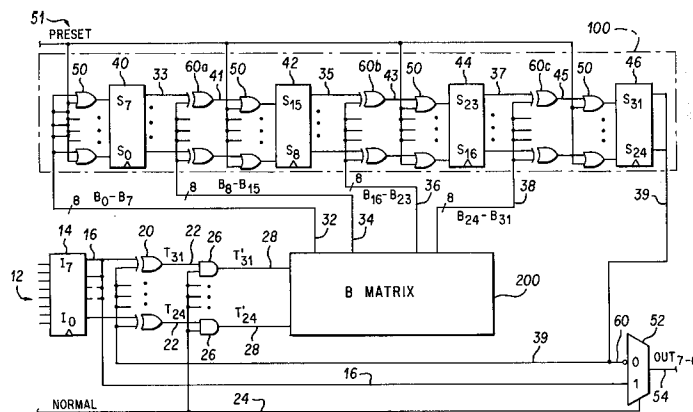 51
PRESET
100
50 40 33 60a 41 50 42 35 60b 43 50 44 37 60c 45 50 46
S7 S15 S23 S31
S0 S8 S16 S24
8 B0-B7
8 B8-B15
8 B16-B23
8 B24-B31
32 34 36 38 39
14 16 20 T31 22 26 T'31 28
12
I7
I0
T24 22 26 T'24 28
B MATRIX
200
39 60 52
0
1
OUT7-0
54
16
NORMAL 24